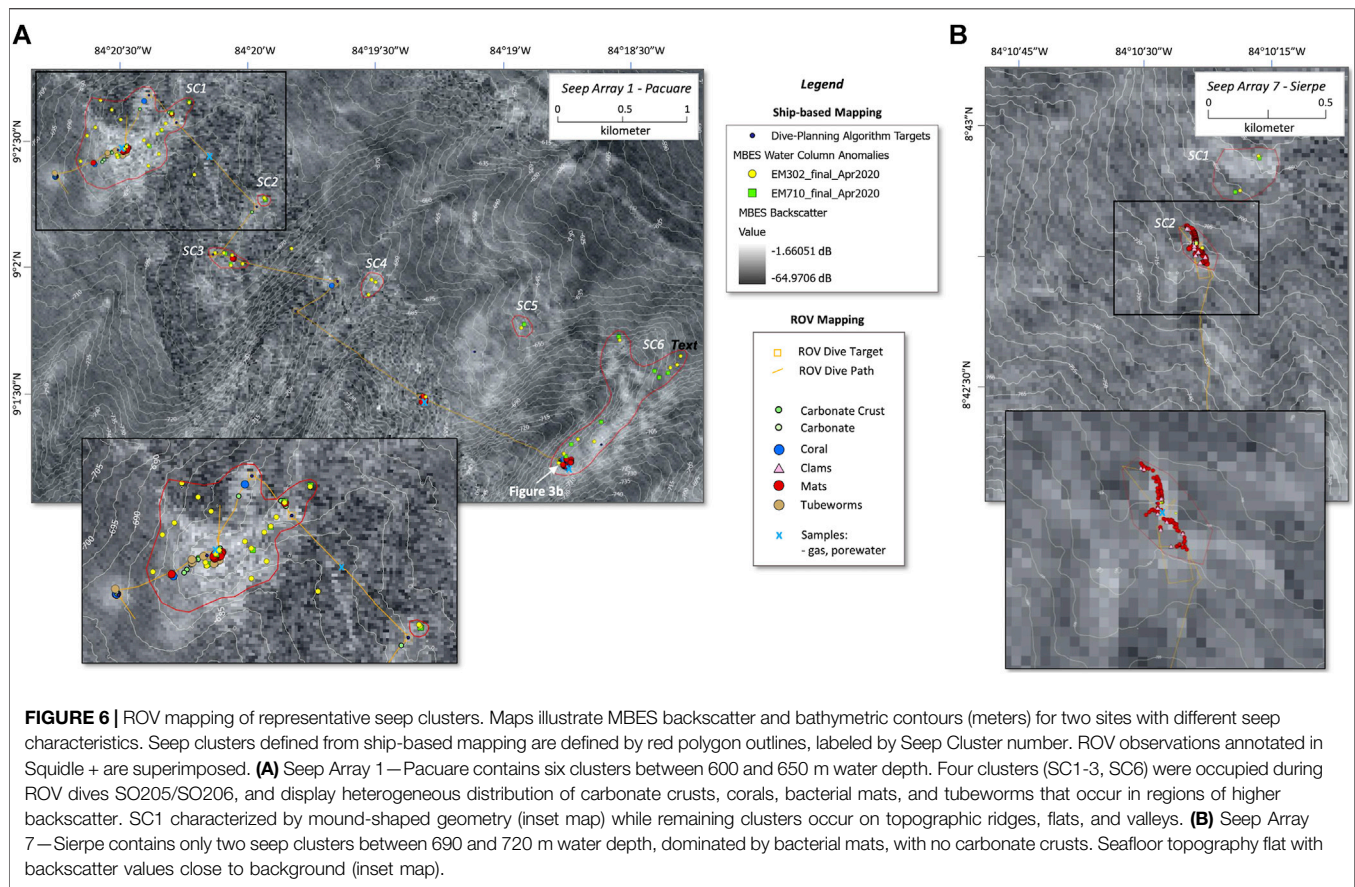 A
B
84°20'30"W
84°20'W
84°19'30"W
84°19'W
84°18'30"W
84°10'45"W
84°10'30"W
84°10'15"W
SC1
Seep Array 1 - Pacuare
0 0.5 1
kilometer
9°2'30"N
SC2
SC3
9°2'N
SC4
SC5
SC6
Text
9°1'30"N
Figure 3b
Legend
Ship-based Mapping
Dive-Planning Algorithm Targets
MBES Water Column Anomalies
EM302_final_Apr2020
EM710_final_Apr2020
MBES Backscatter
Value
-1.66051 dB
-64.9706 dB
ROV Mapping
ROV Dive Target
ROV Dive Path
Carbonate Crust
Carbonate
Coral
Clams
Mats
Tubeworms
Samples:
- gas, porewater
Seep Array 7 - Sierpe
0 0.5
kilometer
8°43'N
SC1
SC2
8°42'30"N
FIGURE 6 | ROV mapping of representative seep clusters. Maps illustrate MBES backscatter and bathymetric contours (meters) for two sites with different seep
characteristics. Seep clusters defined from ship-based mapping are defined by red polygon outlines, labeled by Seep Cluster number. ROV observations annotated in
Squidle + are superimposed. (A) Seep Array 1—Pacuare contains six clusters between 600 and 650 m water depth. Four clusters (SC1-3, SC6) were occupied during
ROV dives SO205/SO206, and display heterogeneous distribution of carbonate crusts, corals, bacterial mats, and tubeworms that occur in regions of higher
backscatter. SC1 characterized by mound-shaped geometry (inset map) while remaining clusters occur on topographic ridges, flats, and valleys. (B) Seep Array
7—Sierpe contains only two seep clusters between 690 and 720 m water depth, dominated by bacterial mats, with no carbonate crusts. Seafloor topography flat with
backscatter values close to background (inset map).